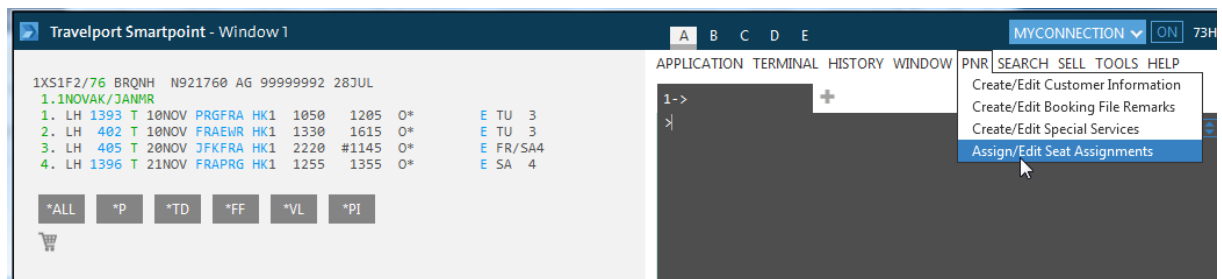 Travelport Smartpoint - Window 1
A B C D E
MYCONNECTION ON 73H
APPLICATION TERMINAL HISTORY WINDOW PNR SEARCH SELL TOOLS HELP
1XS1F2/76 BRQNH N921760 AG 99999992 28JUL
1.1NOVAK/JANMR
1. LH 1393 T 10NOV PRGFRA HK1 1050 1205 O* E TU 3
2. LH 402 T 10NOV FRAEWR HK1 1330 1615 O* E TU 3
3. LH 405 T 20NOV JFKFRA HK1 2220 #1145 O* E FR/SA4
4. LH 1396 T 21NOV FRAPRG HK1 1255 1355 O* E SA 4
*ALL *P *TD *FF *VL *PI
1->
>
Create/Edit Customer Information
Create/Edit Booking File Remarks
Create/Edit Special Services
Assign/Edit Seat Assignments